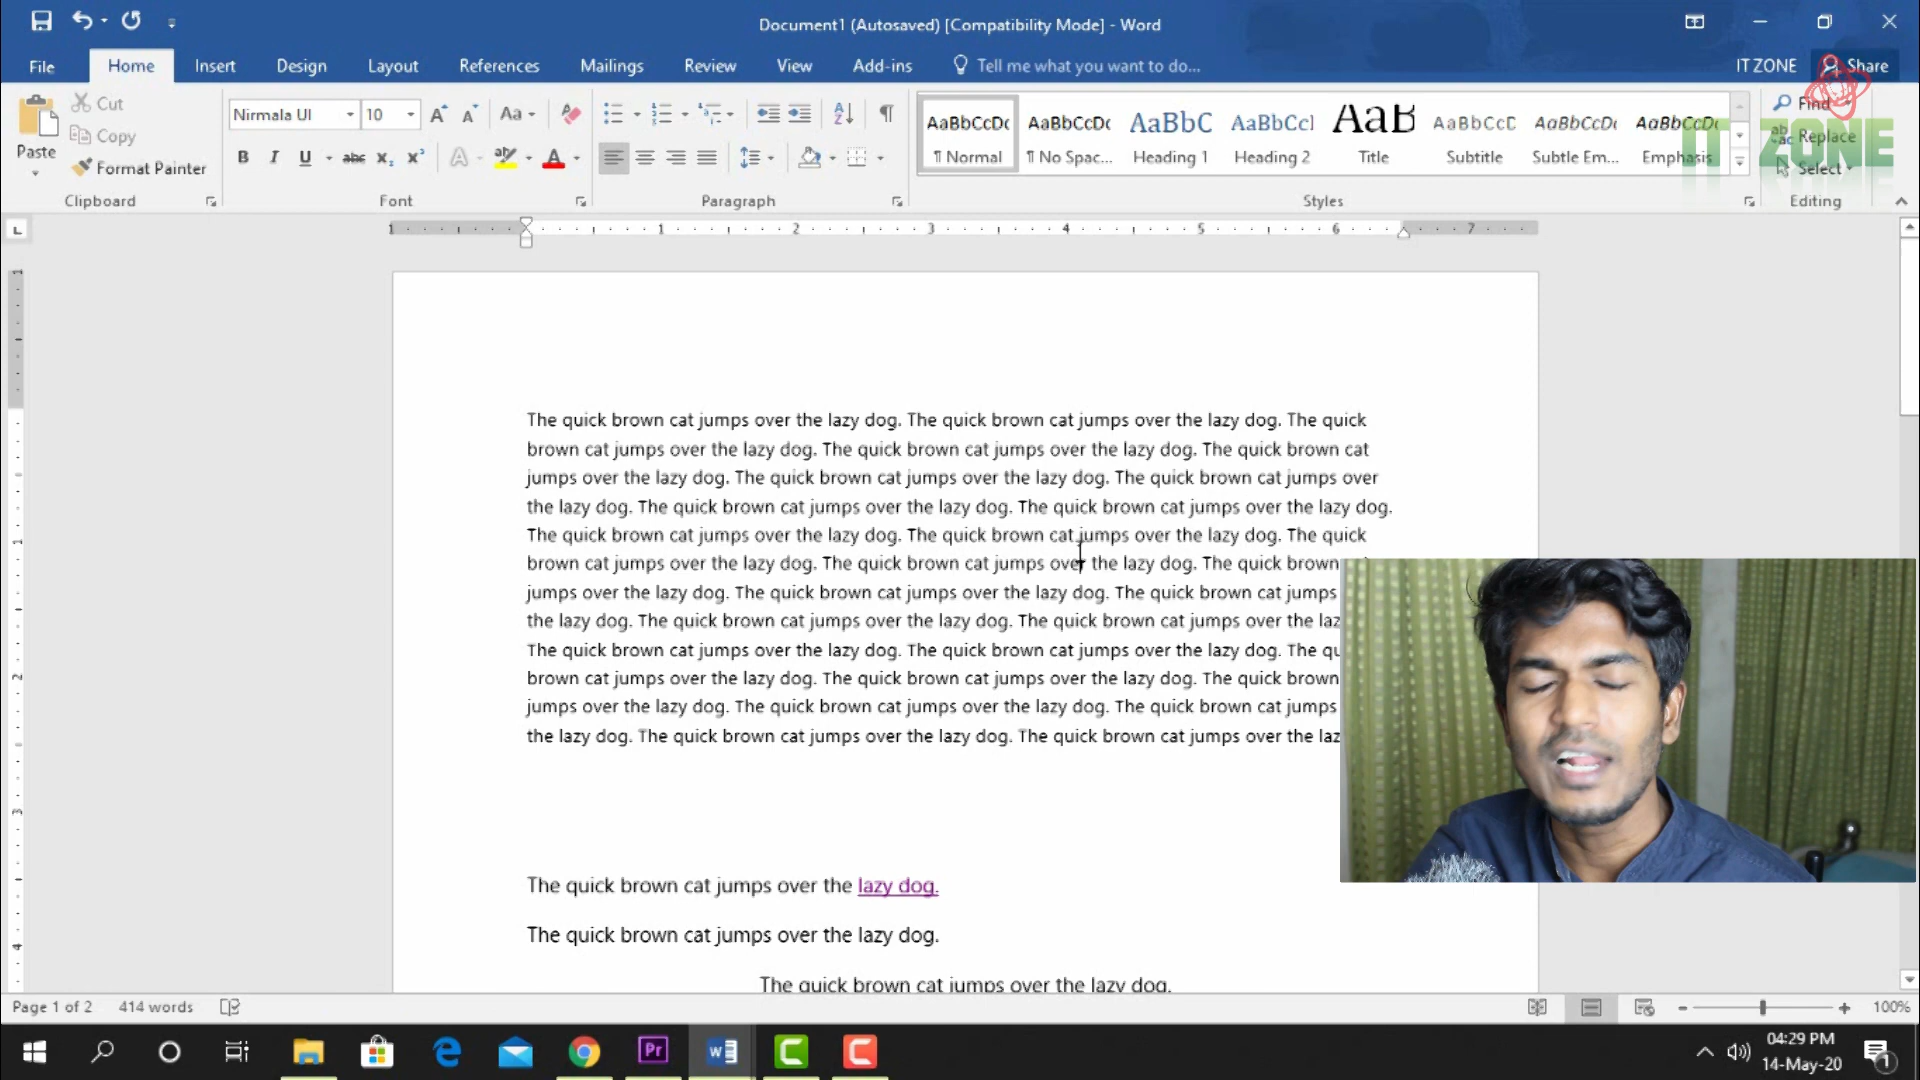 Document1 (Autosaved) [Compatibility Mode] - Word
File Home Insert Design Layout References Mailings Review View Add-ins Tell me what you want to do... IT ZONE Share
Paste
Cut
Copy
Format Painter
Clipboard
Nirmala UI 10
Font
Paragraph
AaBbCcDc ¶ Normal
AaBbCcDc ¶ No Spac...
AaBbC Heading 1
AaBbCcl Heading 2
AaB Title
AaBbCcD Subtitle
AaBbCcDc Subtle Em...
AaBbCcDc Emphasis
Styles
Find
Replace
Select
Editing
IT ZONE
1 1 2 3 4 5 6 7
The quick brown cat jumps over the lazy dog. The quick brown cat jumps over the lazy dog. The quick
brown cat jumps over the lazy dog. The quick brown cat jumps over the lazy dog. The quick brown cat
jumps over the lazy dog. The quick brown cat jumps over the lazy dog. The quick brown cat jumps over
the lazy dog. The quick brown cat jumps over the lazy dog. The quick brown cat jumps over the lazy dog.
The quick brown cat jumps over the lazy dog. The quick brown cat jumps over the lazy dog. The quick
brown cat jumps over the lazy dog. The quick brown cat jumps over the lazy dog. The quick brown
jumps over the lazy dog. The quick brown cat jumps over the lazy dog. The quick brown cat jumps
the lazy dog. The quick brown cat jumps over the lazy dog. The quick brown cat jumps over the laz
The quick brown cat jumps over the lazy dog. The quick brown cat jumps over the lazy dog. The qu
brown cat jumps over the lazy dog. The quick brown cat jumps over the lazy dog. The quick brown
jumps over the lazy dog. The quick brown cat jumps over the lazy dog. The quick brown cat jumps
the lazy dog. The quick brown cat jumps over the lazy dog. The quick brown cat jumps over the laz
The quick brown cat jumps over the lazy dog.
The quick brown cat jumps over the lazy dog.
The quick brown cat jumps over the lazy dog.
Page 1 of 2 414 words 100%
04:29 PM
14-May-20